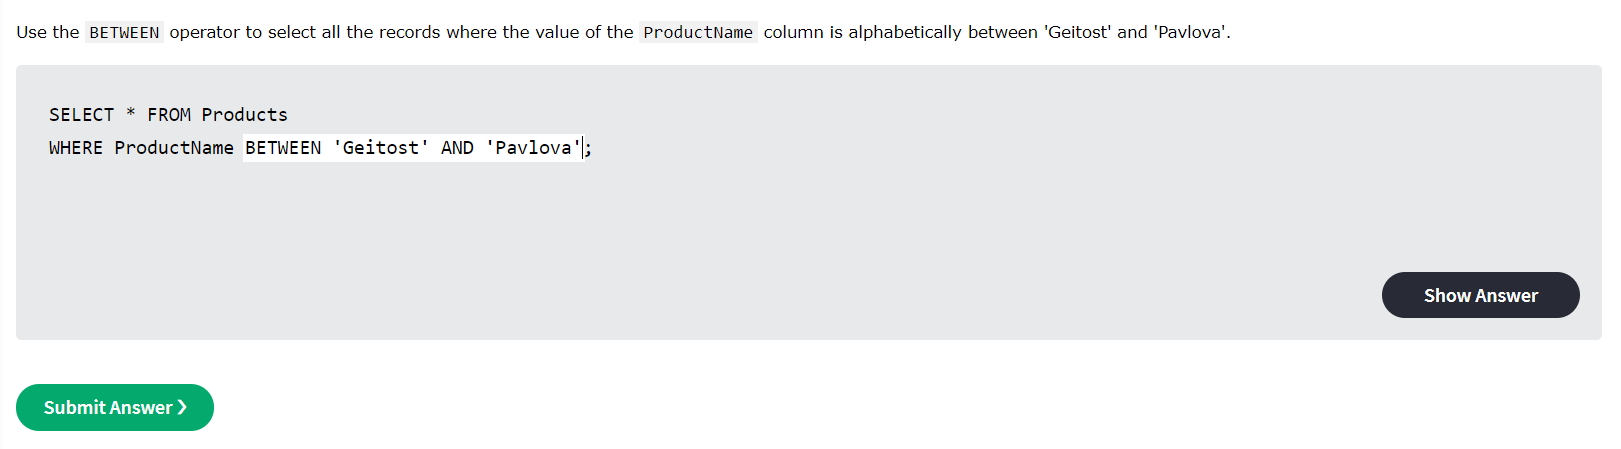 Use the BETWEEN operator to select all the records where the value of the ProductName column is alphabetically between 'Geitost' and 'Pavlova'.
SELECT * FROM Products
WHERE ProductName BETWEEN 'Geitost' AND 'Pavlova';
Show Answer
Submit Answer ❯